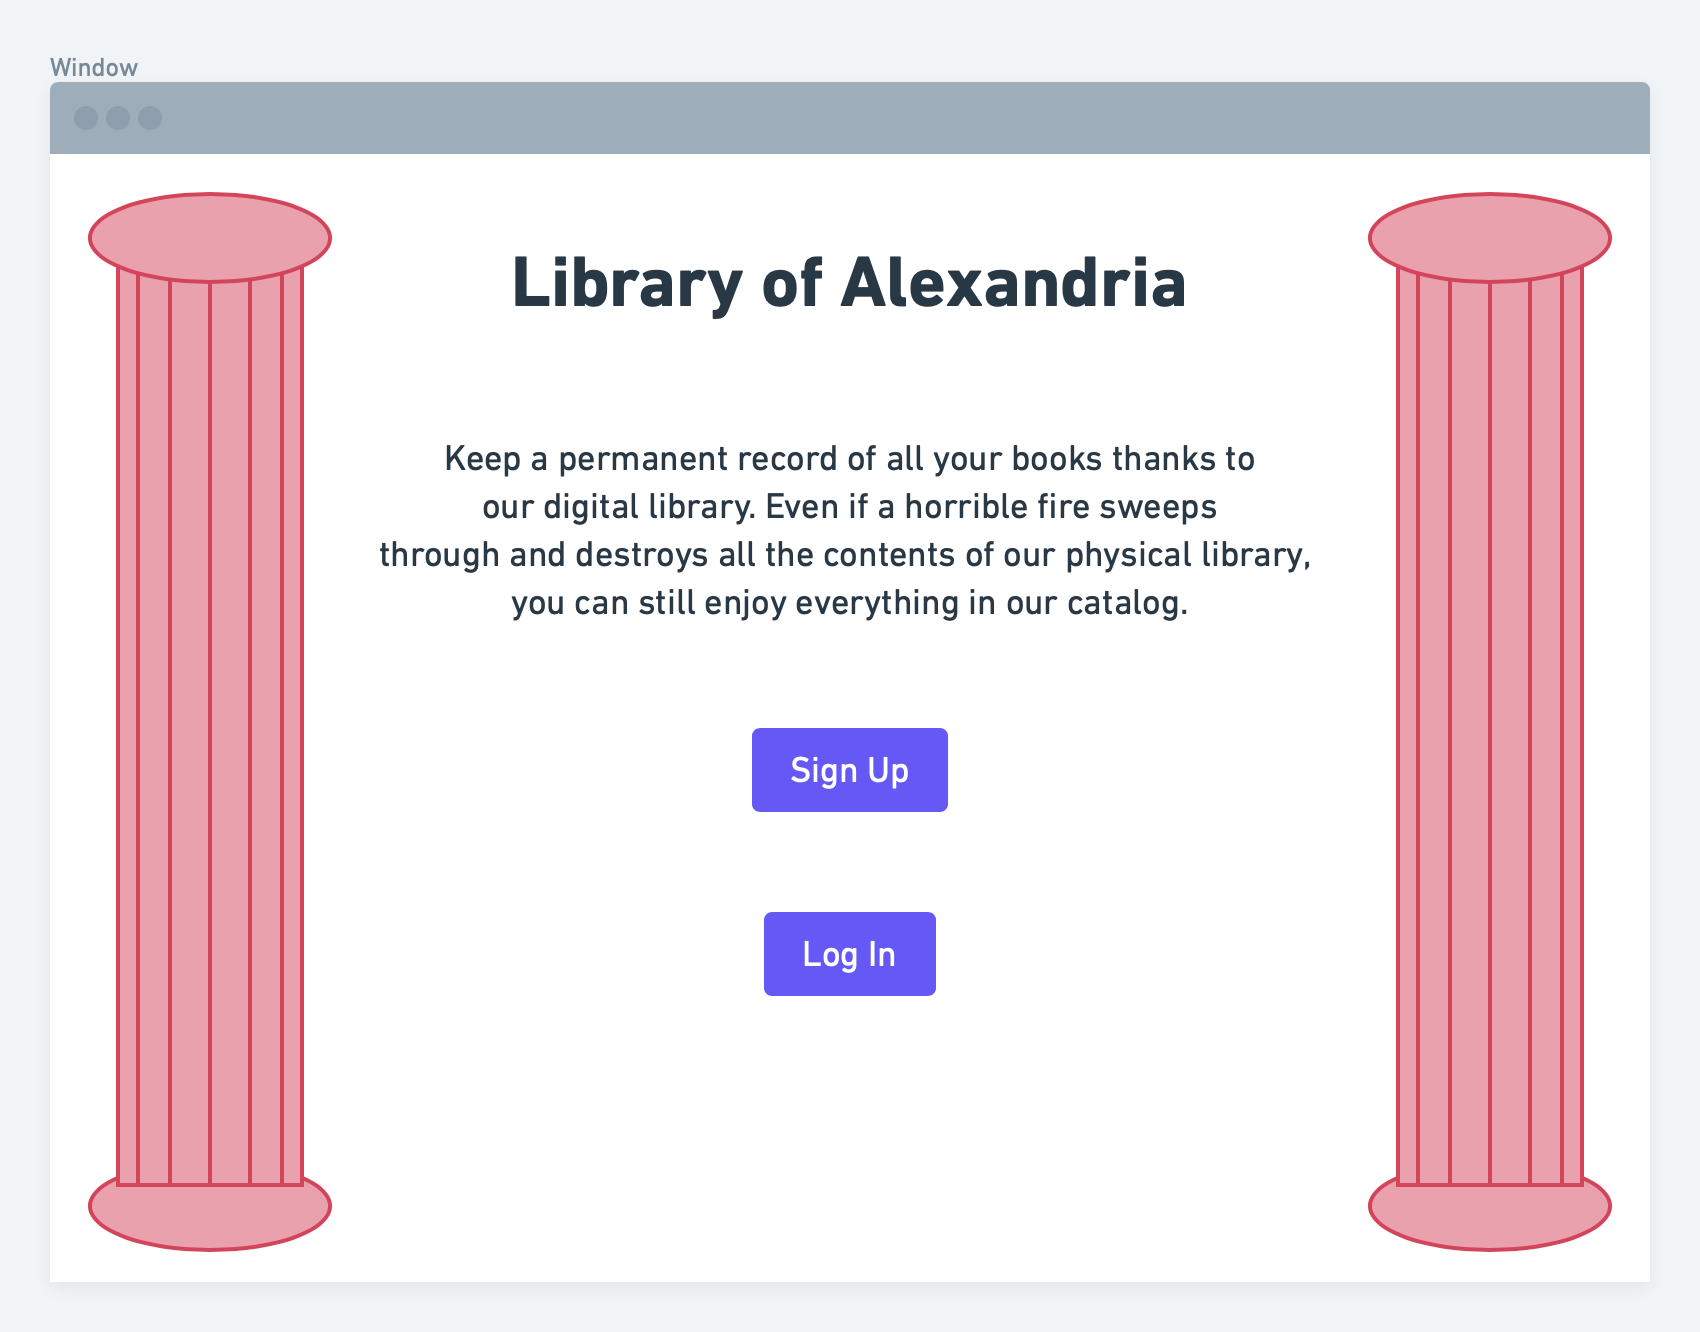 Window
Library of Alexandria
Keep a permanent record of all your books thanks to
our digital library. Even if a horrible fire sweeps
through and destroys all the contents of our physical library,
you can still enjoy everything in our catalog.
Sign Up
Log In